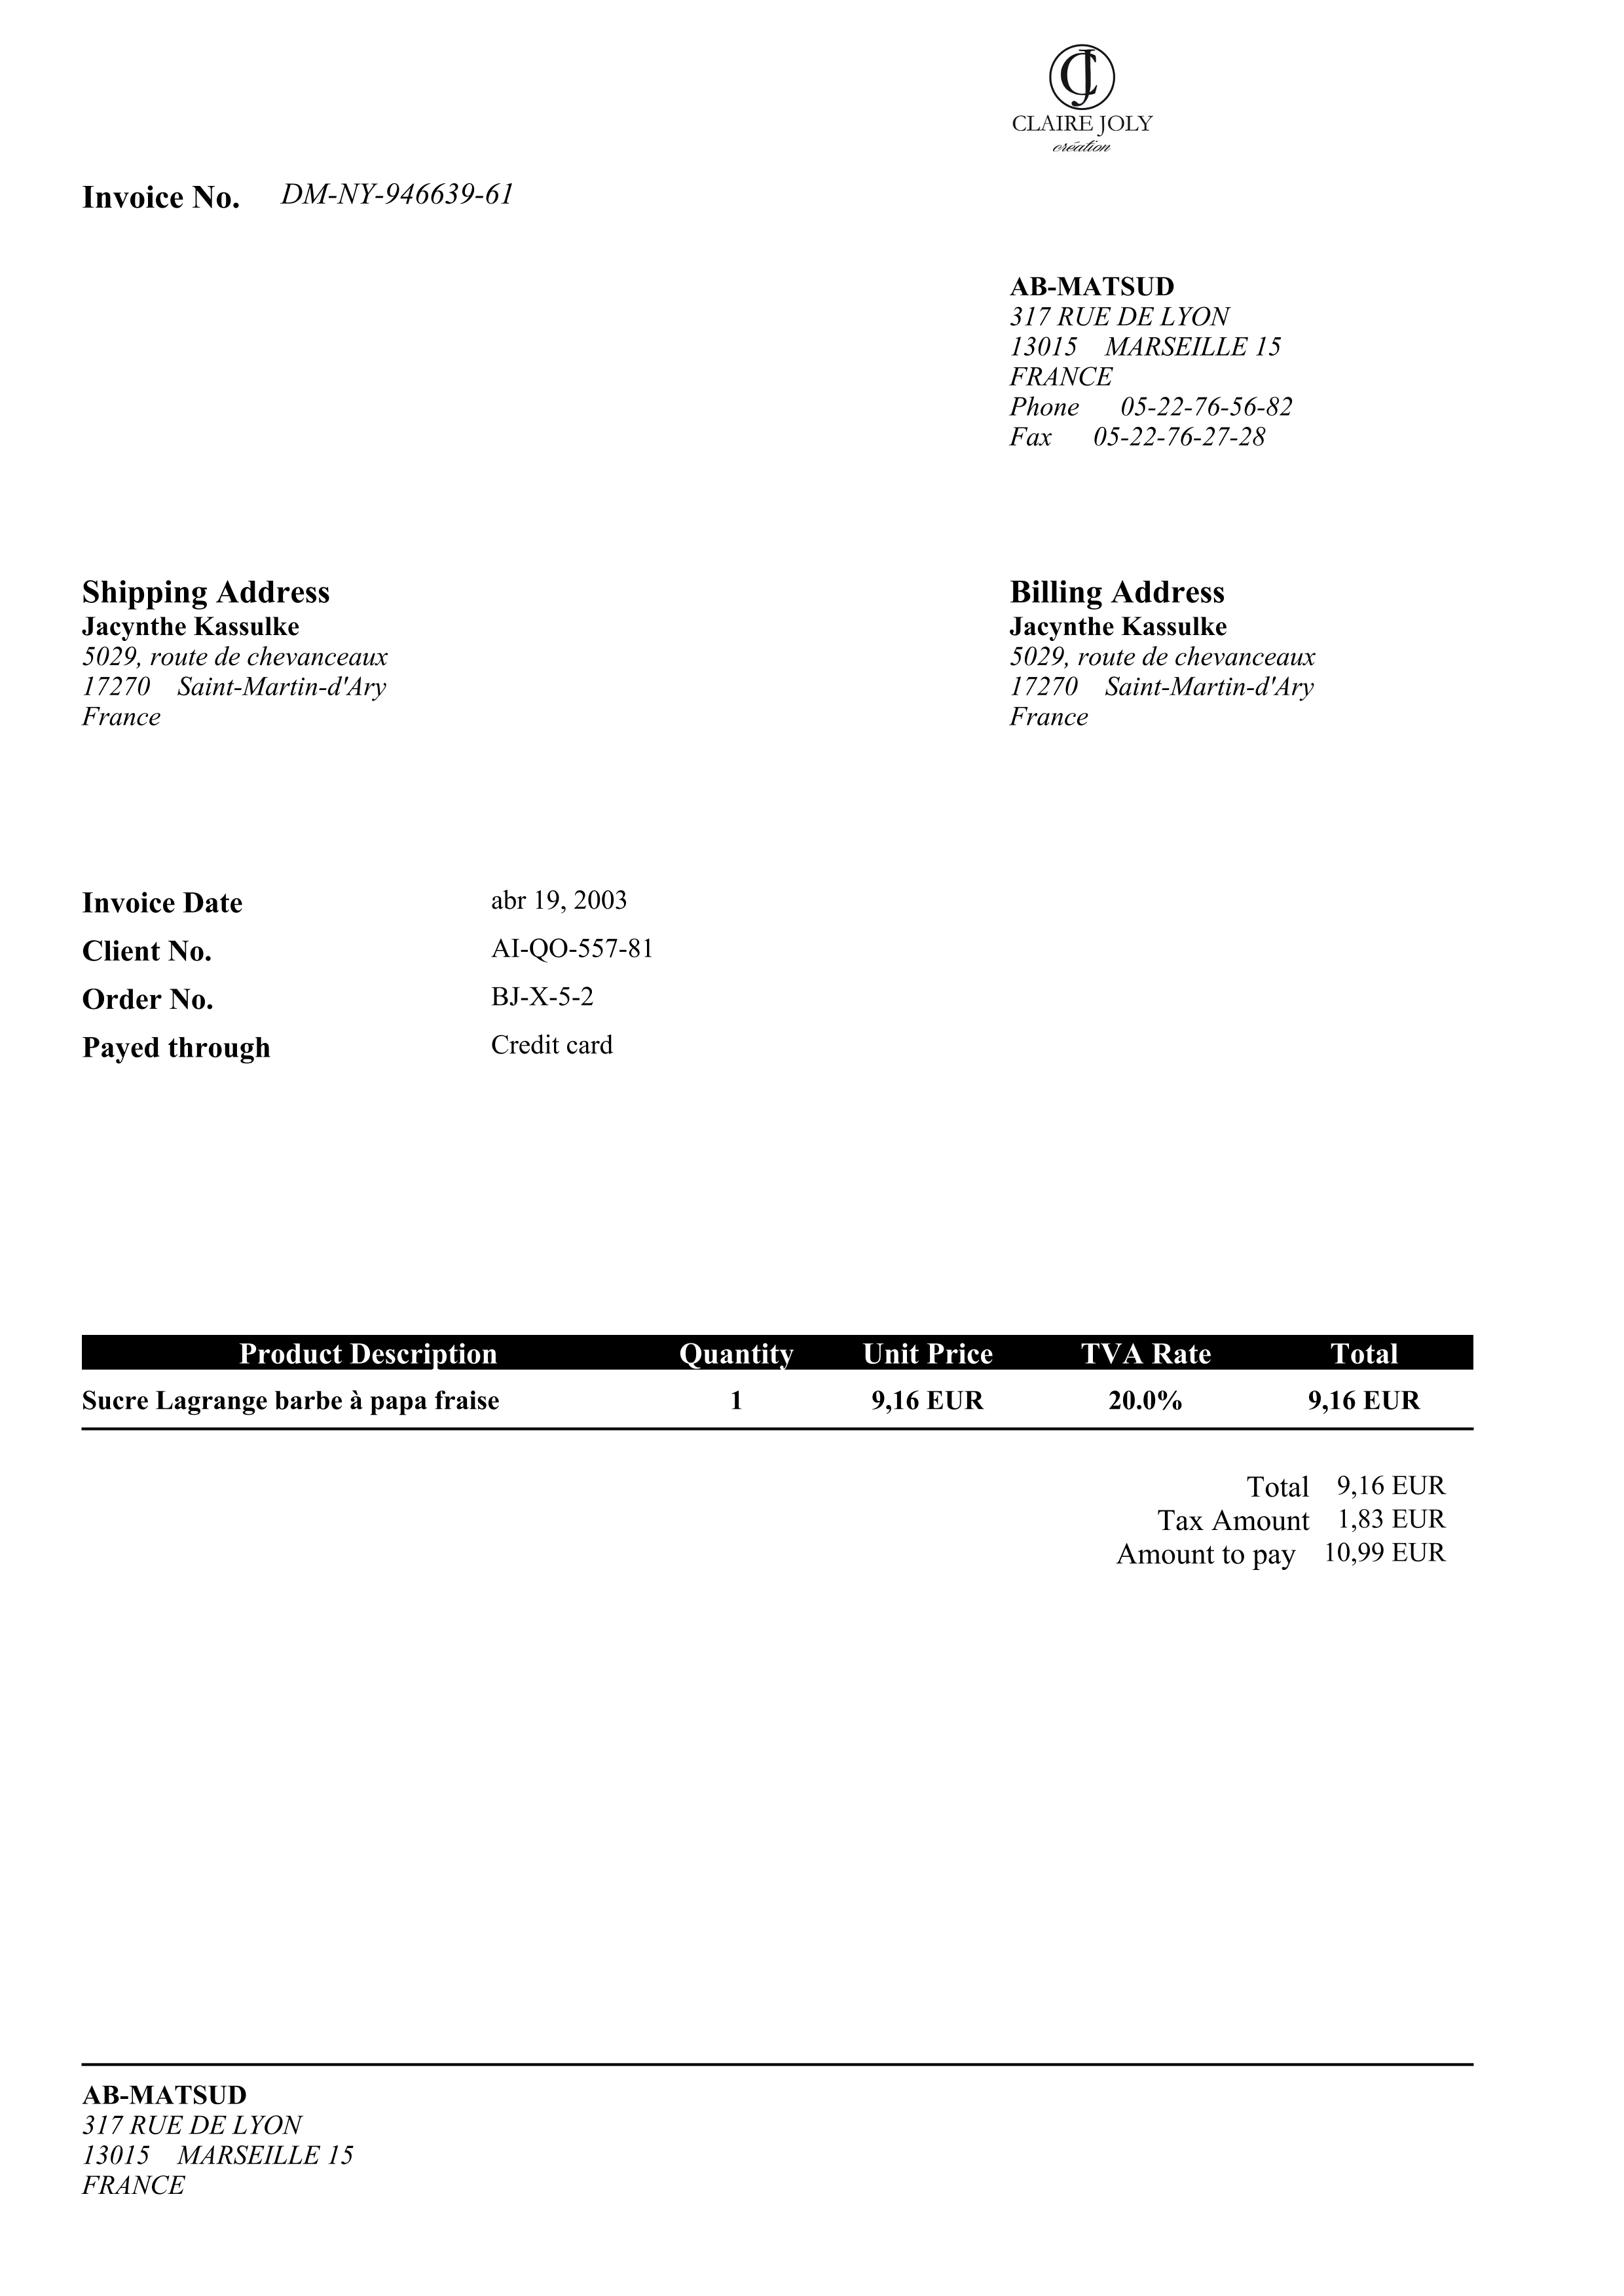 CJ
CLAIRE JOLY
création
Invoice No. DM-NY-946639-61
AB-MATSUD
317 RUE DE LYON
13015 MARSEILLE 15
FRANCE
Phone 05-22-76-56-82
Fax 05-22-76-27-28
Shipping Address
Jacynthe Kassulke
5029, route de chevanceaux
17270 Saint-Martin-d'Ary
France
Billing Address
Jacynthe Kassulke
5029, route de chevanceaux
17270 Saint-Martin-d'Ary
France
Invoice Date abr 19, 2003
Client No. AI-QO-557-81
Order No. BJ-X-5-2
Payed through Credit card
Product Description Quantity Unit Price TVA Rate Total
Sucre Lagrange barbe à papa fraise 1 9,16 EUR 20.0% 9,16 EUR
Total 9,16 EUR
Tax Amount 1,83 EUR
Amount to pay 10,99 EUR
AB-MATSUD
317 RUE DE LYON
13015 MARSEILLE 15
FRANCE